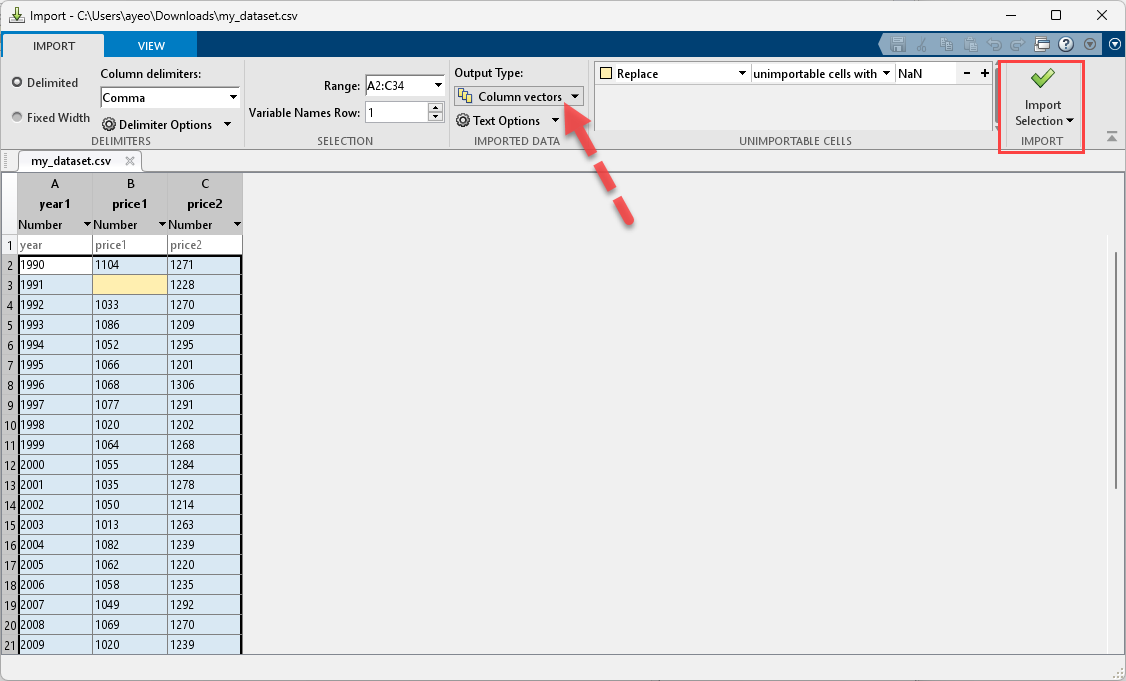 Import - C:\Users\ayeo\Downloads\my_dataset.csv
IMPORT VIEW
Delimited
Fixed Width
Column delimiters:
Comma
Delimiter Options
DELIMITERS
Range: A2:C34
Variable Names Row: 1
SELECTION
Output Type:
Column vectors
Text Options
IMPORTED DATA
Replace unimportable cells with NaN
UNIMPORTABLE CELLS
Import
Selection
IMPORT
my_dataset.csv
A B C
year1 price1 price2
Number Number Number
1 year price1 price2
2 1990 1104 1271
3 1991 1228
4 1992 1033 1270
5 1993 1086 1209
6 1994 1052 1295
7 1995 1066 1201
8 1996 1068 1306
9 1997 1077 1291
10 1998 1020 1202
11 1999 1064 1268
12 2000 1055 1284
13 2001 1035 1278
14 2002 1050 1214
15 2003 1013 1263
16 2004 1082 1239
17 2005 1062 1220
18 2006 1058 1235
19 2007 1049 1292
20 2008 1069 1270
21 2009 1020 1239